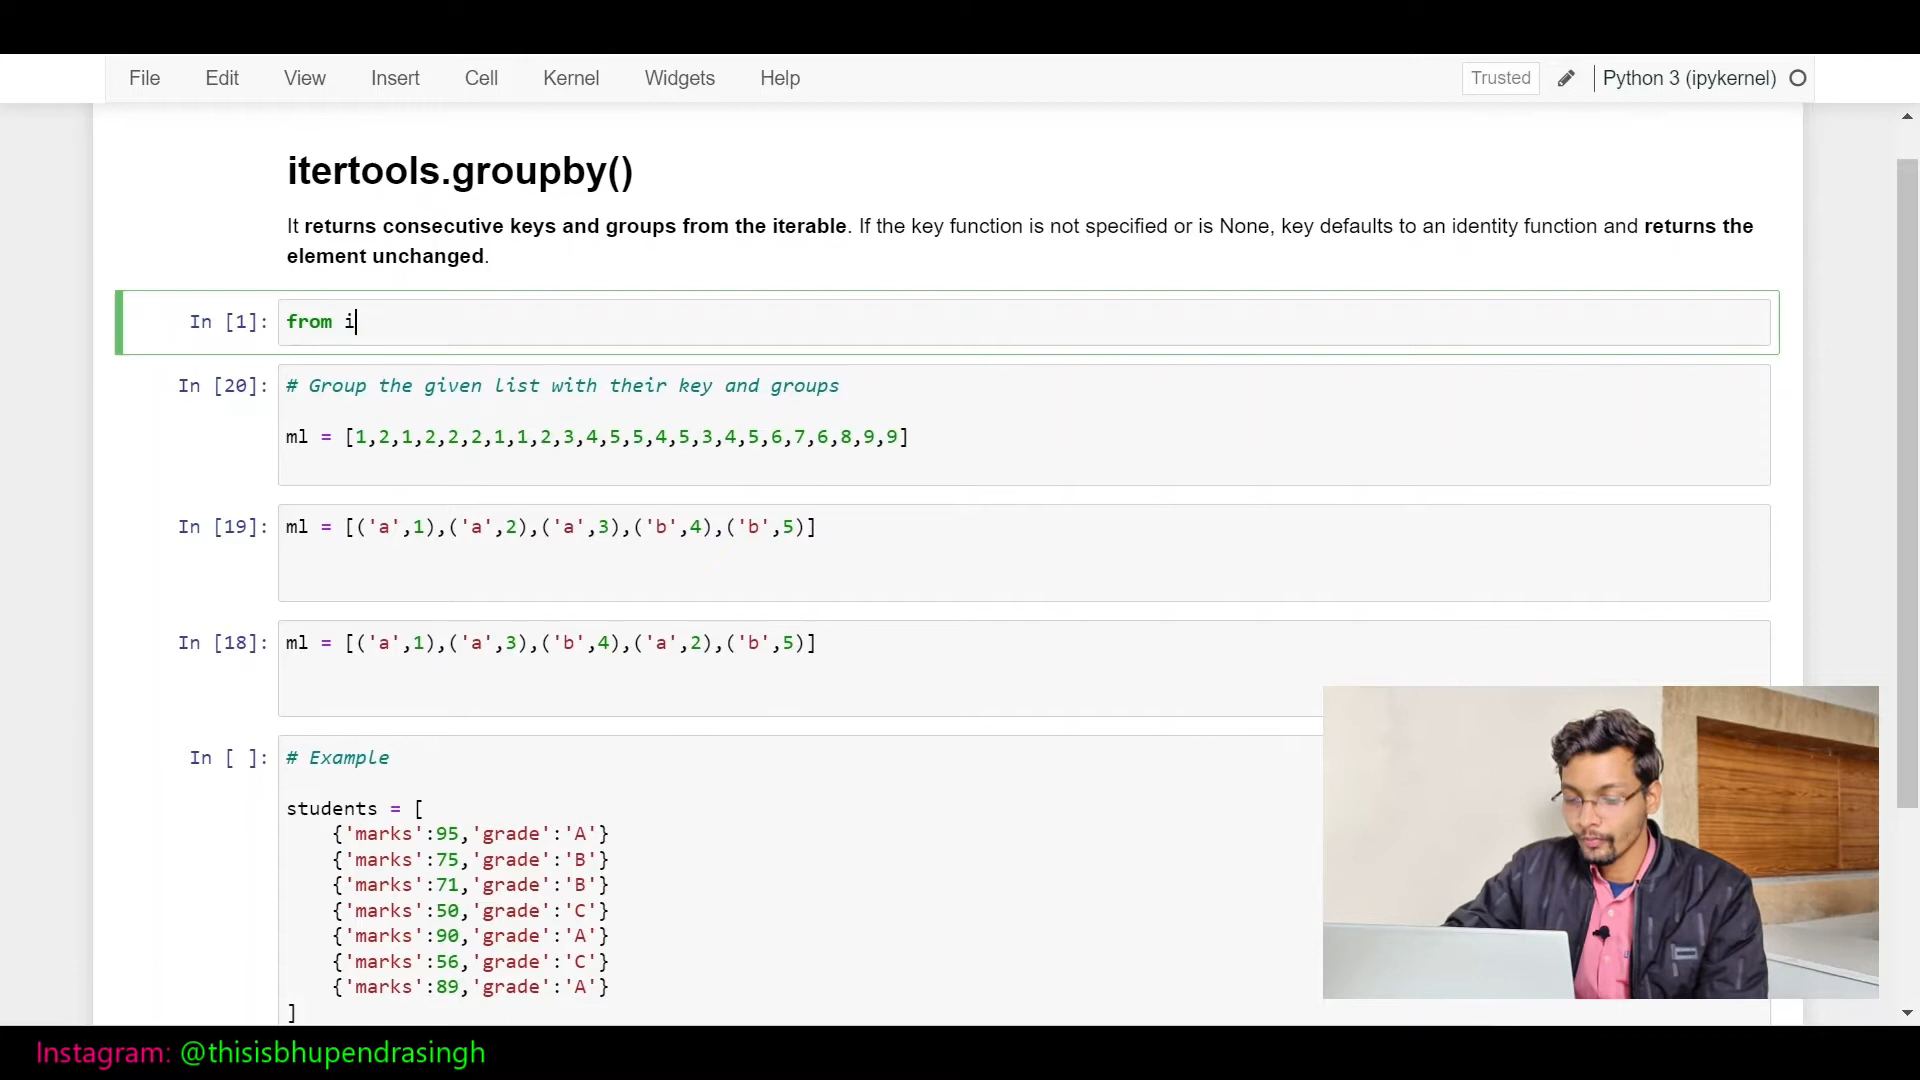 File Edit View Insert Cell Kernel Widgets Help Trusted Python 3 (ipykernel)
itertools.groupby()
It returns consecutive keys and groups from the iterable. If the key function is not specified or is None, key defaults to an identity function and returns the
element unchanged.
In [1]: from i
In [20]: # Group the given list with their key and groups
ml = [1,2,1,2,2,2,1,1,2,3,4,5,5,4,5,3,4,5,6,7,6,8,9,9]
In [19]: ml = [('a',1),('a',2),('a',3),('b',4),('b',5)]
In [18]: ml = [('a',1),('a',3),('b',4),('a',2),('b',5)]
In [ ]: # Example
students = [
{'marks':95,'grade':'A'}
{'marks':75,'grade':'B'}
{'marks':71,'grade':'B'}
{'marks':50,'grade':'C'}
{'marks':90,'grade':'A'}
{'marks':56,'grade':'C'}
{'marks':89,'grade':'A'}
]
Instagram: @thisisbhupendrasingh